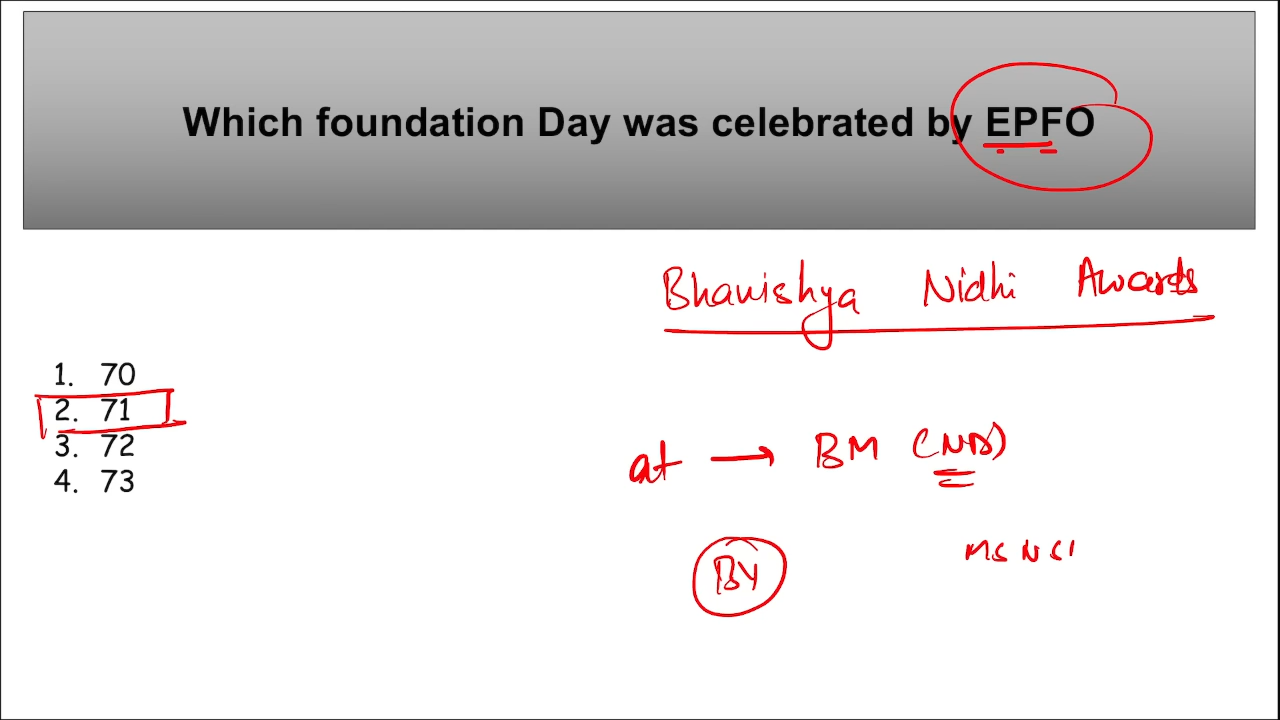 Which foundation Day was celebrated by EPFO
Bhavishya Nidhi Awards
1. 70
2. 71
3. 72
4. 73
at → BM (ND)
BY